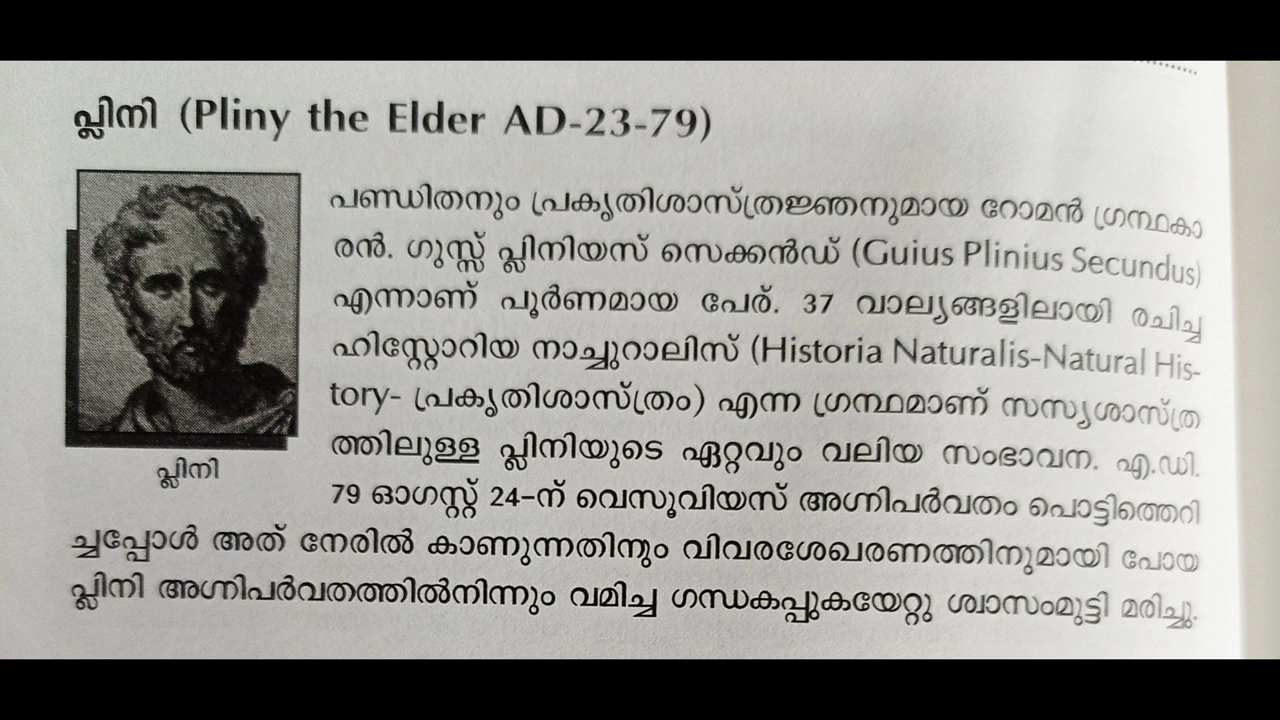 പ്ലിനി (Pliny the Elder AD-23-79)
പണ്ഡിതനും പ്രകൃതിശാസ്ത്രജ്ഞനുമായ റോമൻ ഗ്രന്ഥകാ
രൻ. ഗുസ്സ് പ്ലിനിയസ് സെക്കൻഡ് (Guius Plinius Secundus)
എന്നാണ് പൂർണമായ പേര്. 37 വാല്യങ്ങളിലായി രചിച്ച
ഹിസ്റ്റോറിയ നാച്ചുറാലിസ് (Historia Naturalis-Natural His-
tory- പ്രകൃതിശാസ്ത്രം) എന്ന ഗ്രന്ഥമാണ് സസ്യശാസ്ത്ര
ത്തിലുള്ള പ്ലിനിയുടെ ഏറ്റവും വലിയ സംഭാവന. എ.ഡി.
79 ഓഗസ്റ്റ് 24-ന് വെസൂവിയസ് അഗ്നിപർവതം പൊട്ടിത്തെറി
ച്ചപ്പോൾ അത് നേരിൽ കാണുന്നതിനും വിവരശേഖരണത്തിനുമായി പോയ
പ്ലിനി അഗ്നിപർവതത്തിൽനിന്നും വമിച്ച ഗന്ധകപ്പുകയേറ്റു ശ്വാസംമുട്ടി മരിച്ചു.
പ്ലിനി